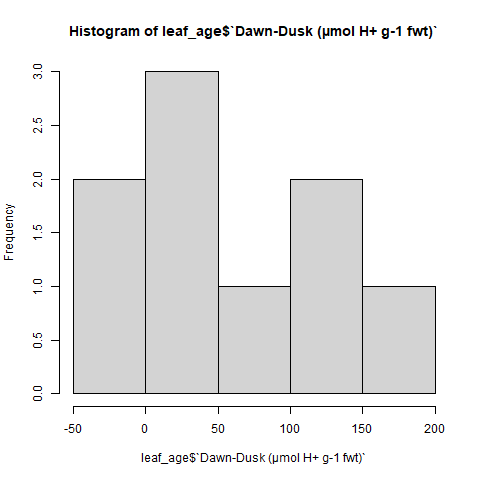 Histogram of leaf_age$`Dawn-Dusk (µmol H+ g-1 fwt)`
Frequency
3.0
2.5
2.0
1.5
1.0
0.5
0.0
-50 0 50 100 150 200
leaf_age$`Dawn-Dusk (µmol H+ g-1 fwt)`